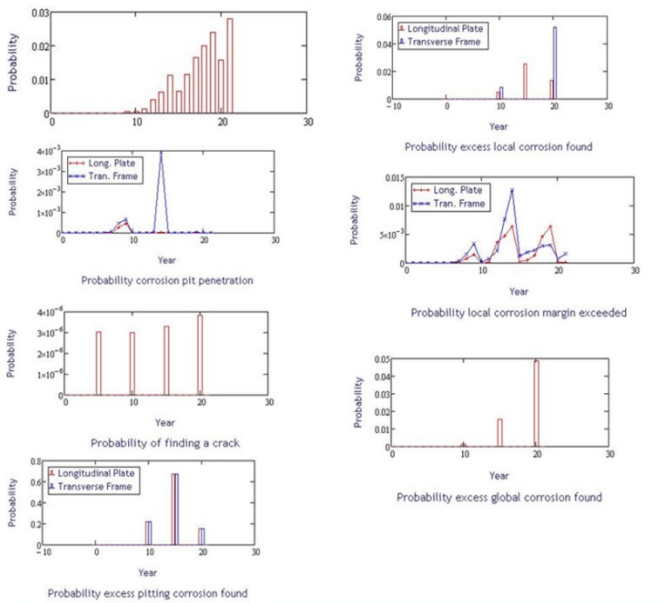 0.03
0.02
0.01
0
Probability
0
10
20
30
4×10⁻³
3×10⁻³
2×10⁻³
1×10⁻³
0
Probability
Long. Plate
Tran. Frame
0
10
20
30
Year
Probability corrosion pit penetration
4×10⁻⁶
3×10⁻⁶
2×10⁻⁶
1×10⁻⁶
0
Probability
0
10
20
30
Year
Probability of finding a crack
0.8
0.6
0.4
0.2
0
Probability
Longitudinal Plate
Transverse Frame
−10
0
10
20
30
Year
Probability excess pitting corrosion found
0.06
0.04
0.02
0
Probability
Longitudinal Plate
Transverse Frame
−10
0
10
20
30
Year
Probability excess local corrosion found
0.015
0.01
5×10⁻³
0
Probability
Long. Plate
Tran. Frame
0
10
20
30
Year
Probability local corrosion margin exceeded
0.05
0.04
0.03
0.02
0.01
0
Probability
0
10
20
30
Year
Probability excess global corrosion found